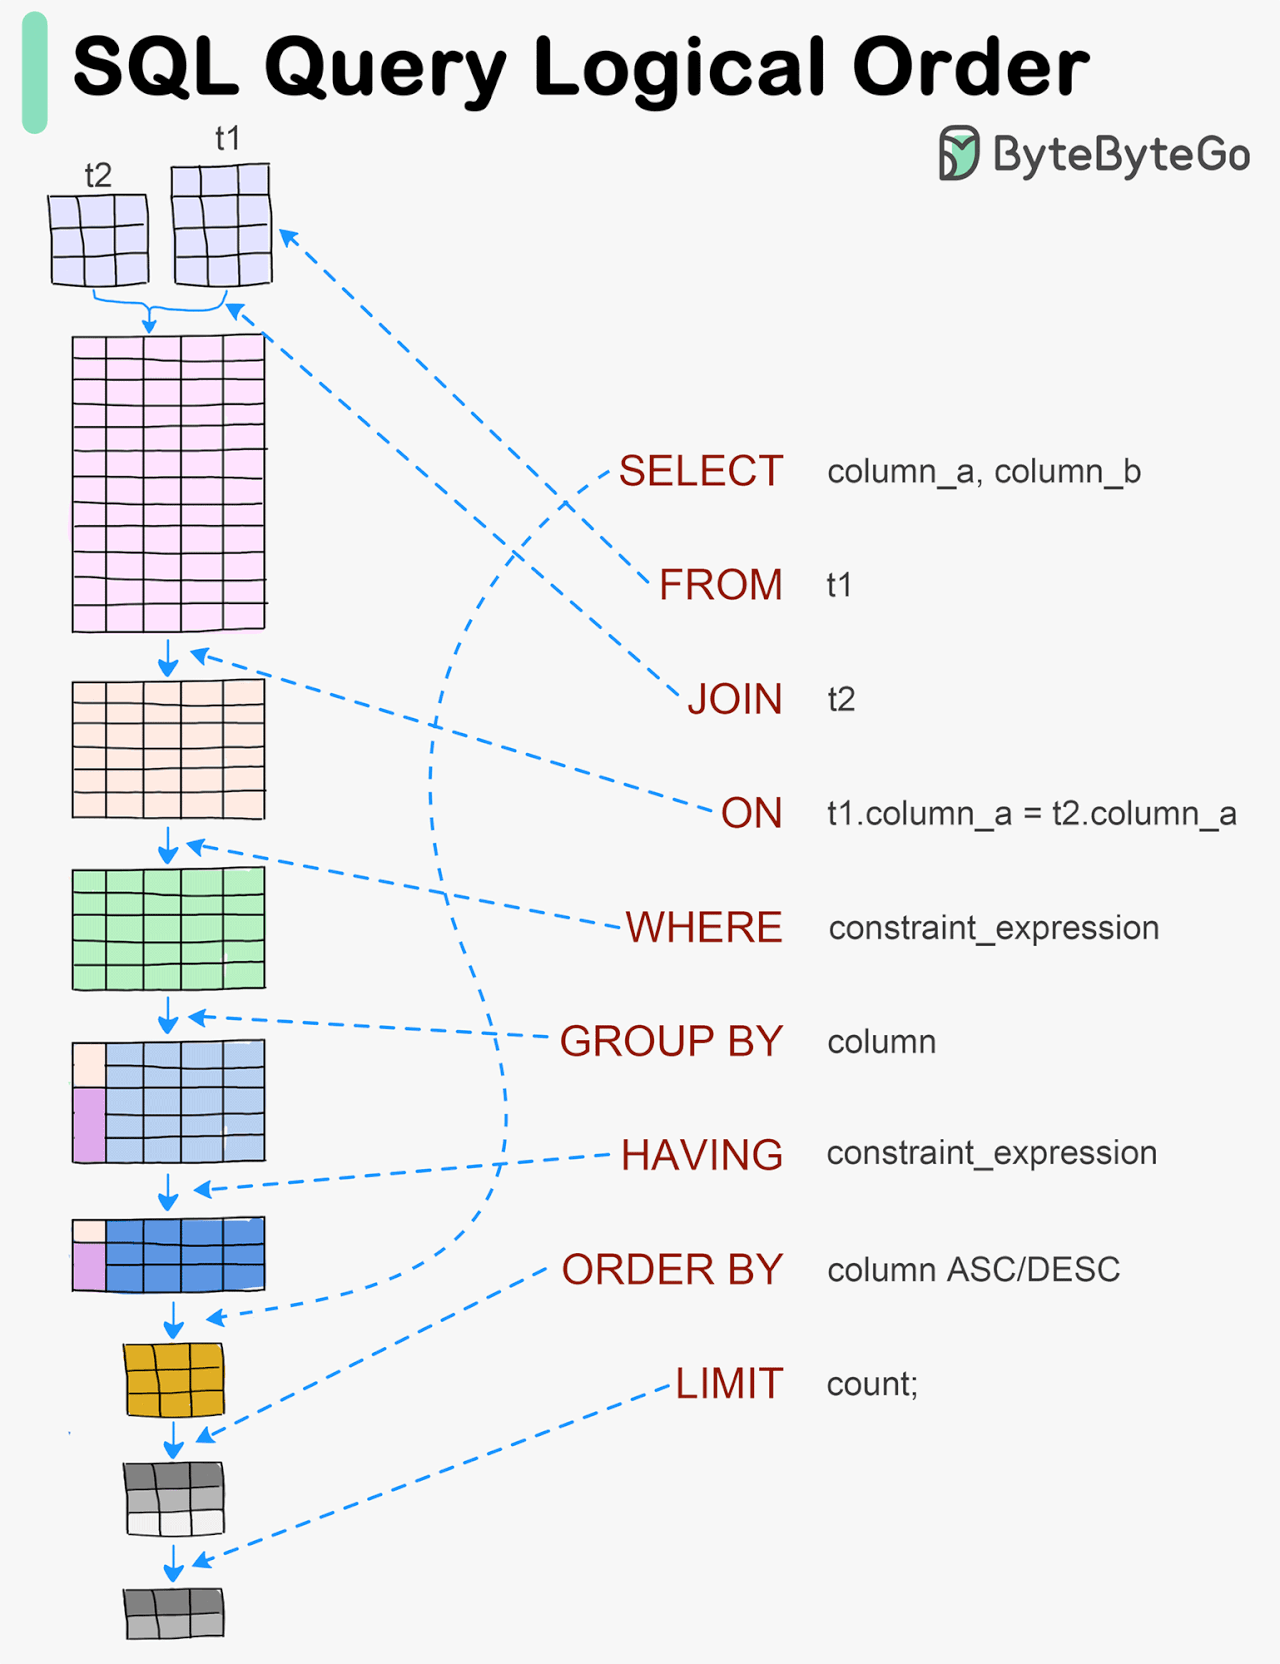 SQL Query Logical Order
ByteByteGo
t1
t2
SELECT column_a, column_b
FROM t1
JOIN t2
ON t1.column_a = t2.column_a
WHERE constraint_expression
GROUP BY column
HAVING constraint_expression
ORDER BY column ASC/DESC
LIMIT count;